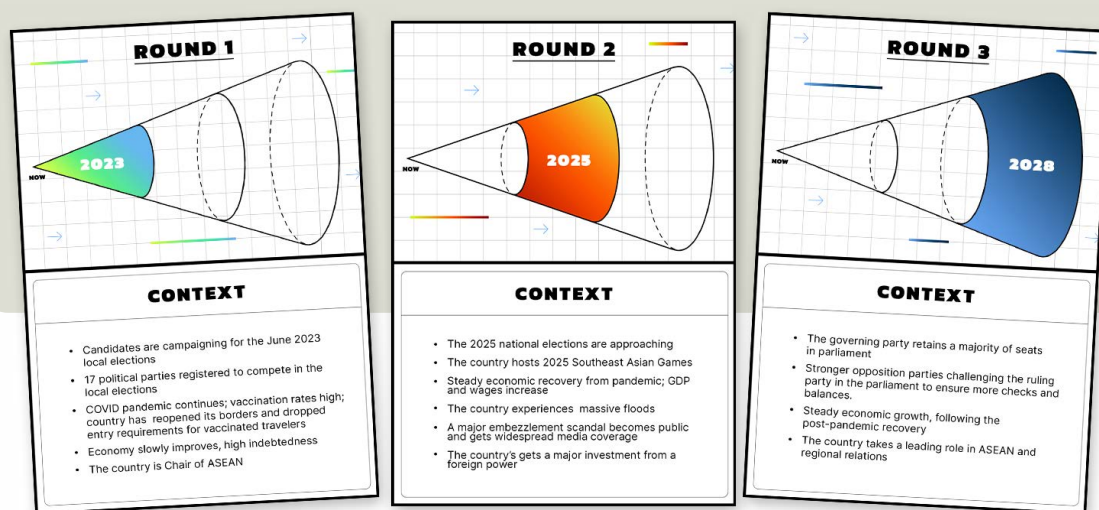 ROUND 1
2023
NOW
CONTEXT
• Candidates are campaigning for the June 2023
local elections
• 17 political parties registered to compete in the
local elections
• COVID pandemic continues; vaccination rates high;
country has reopened its borders and dropped
entry requirements for vaccinated travelers
• Economy slowly improves, high indebtedness
• The country is Chair of ASEAN
ROUND 2
2025
NOW
CONTEXT
• The 2025 national elections are approaching
• The country hosts 2025 Southeast Asian Games
• Steady economic recovery from pandemic; GDP
and wages increase
• The country experiences massive floods
• A major embezzlement scandal becomes public
and gets widespread media coverage
• The country's gets a major investment from a
foreign power
ROUND 3
2028
NOW
CONTEXT
• The governing party retains a majority of seats
in parliament
• Stronger opposition parties challenging the ruling
party in the parliament to ensure more checks and
balances.
• Steady economic growth, following the
post-pandemic recovery
• The country takes a leading role in ASEAN and
regional relations